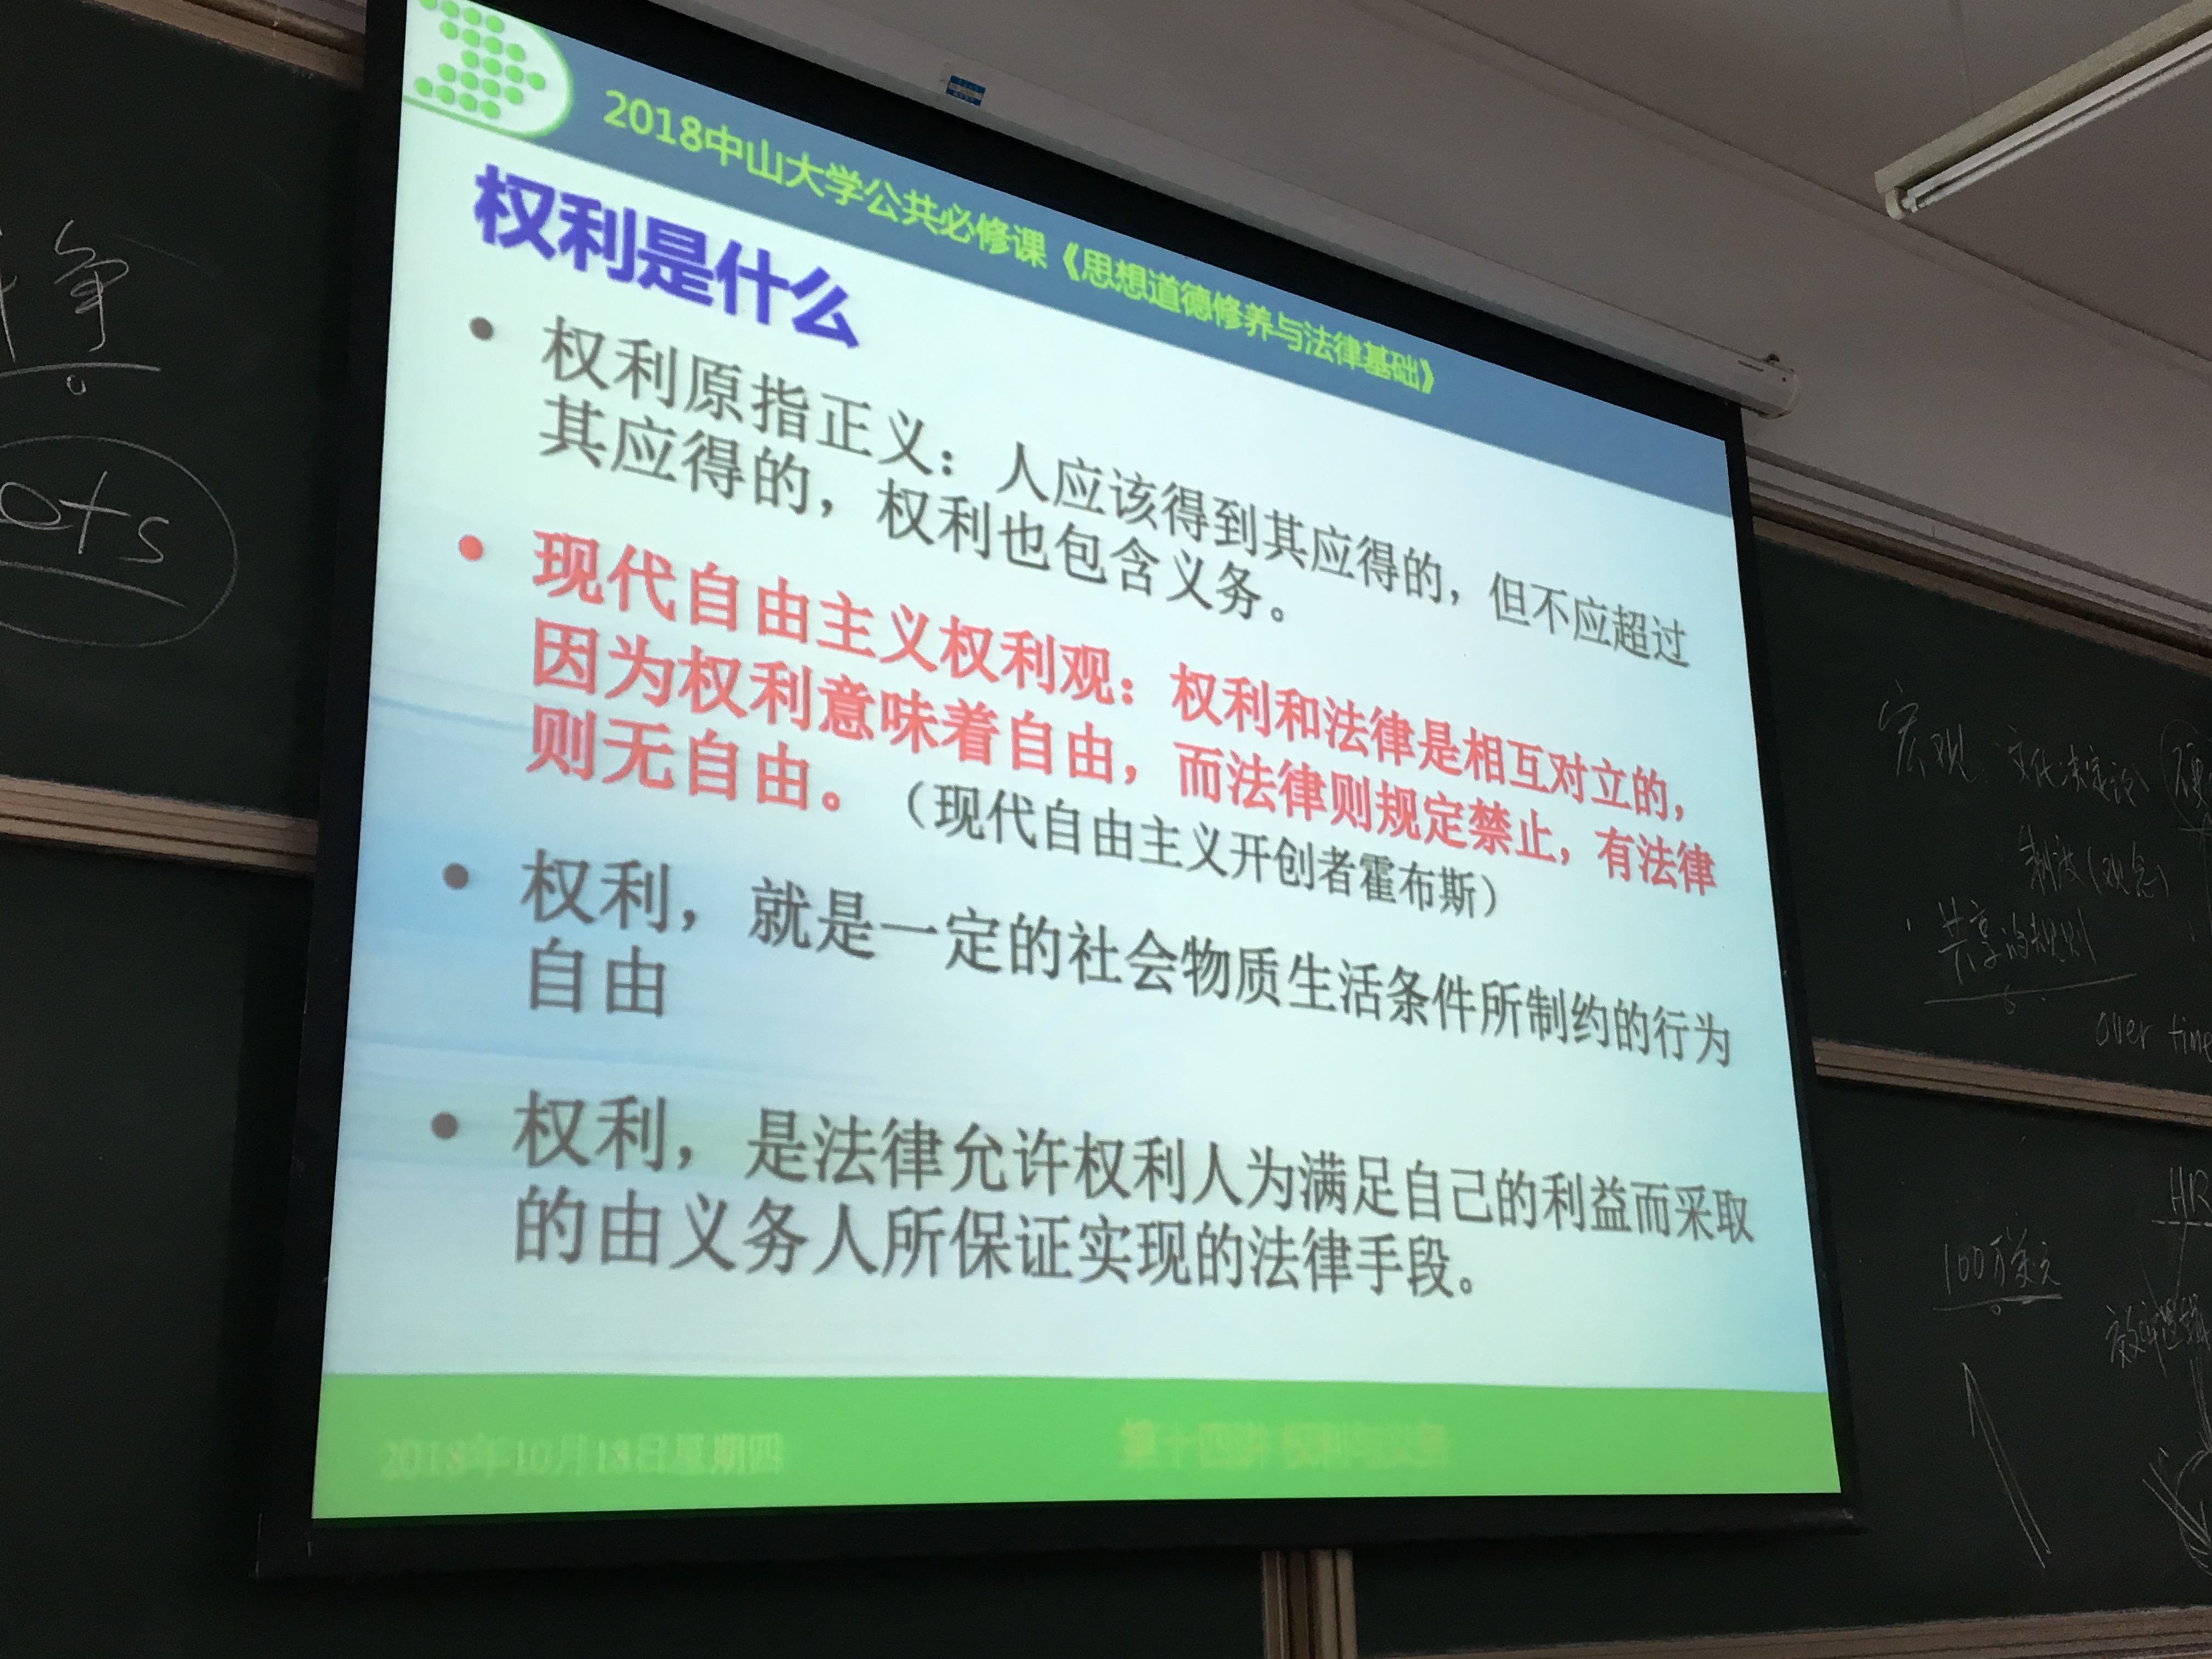 2018中山大学公共必修课《思想道德修养与法律基础》
权利是什么
• 权利原指正义：人应该得到其应得的，但不应超过
其应得的，权利也包含义务。
• 现代自由主义权利观：权利和法律是相互对立的，
因为权利意味着自由，而法律则规定禁止，有法律
则无自由。（现代自由主义开创者霍布斯）
• 权利，就是一定的社会物质生活条件所制约的行为
自由
• 权利，是法律允许权利人为满足自己的利益而采取
的由义务人所保证实现的法律手段。
2018年10月18日星期四
第十四讲 权利与义务
争
ots
宏观 文化决定论
制度(观念)
共享的规则
over time
HR
100万美元